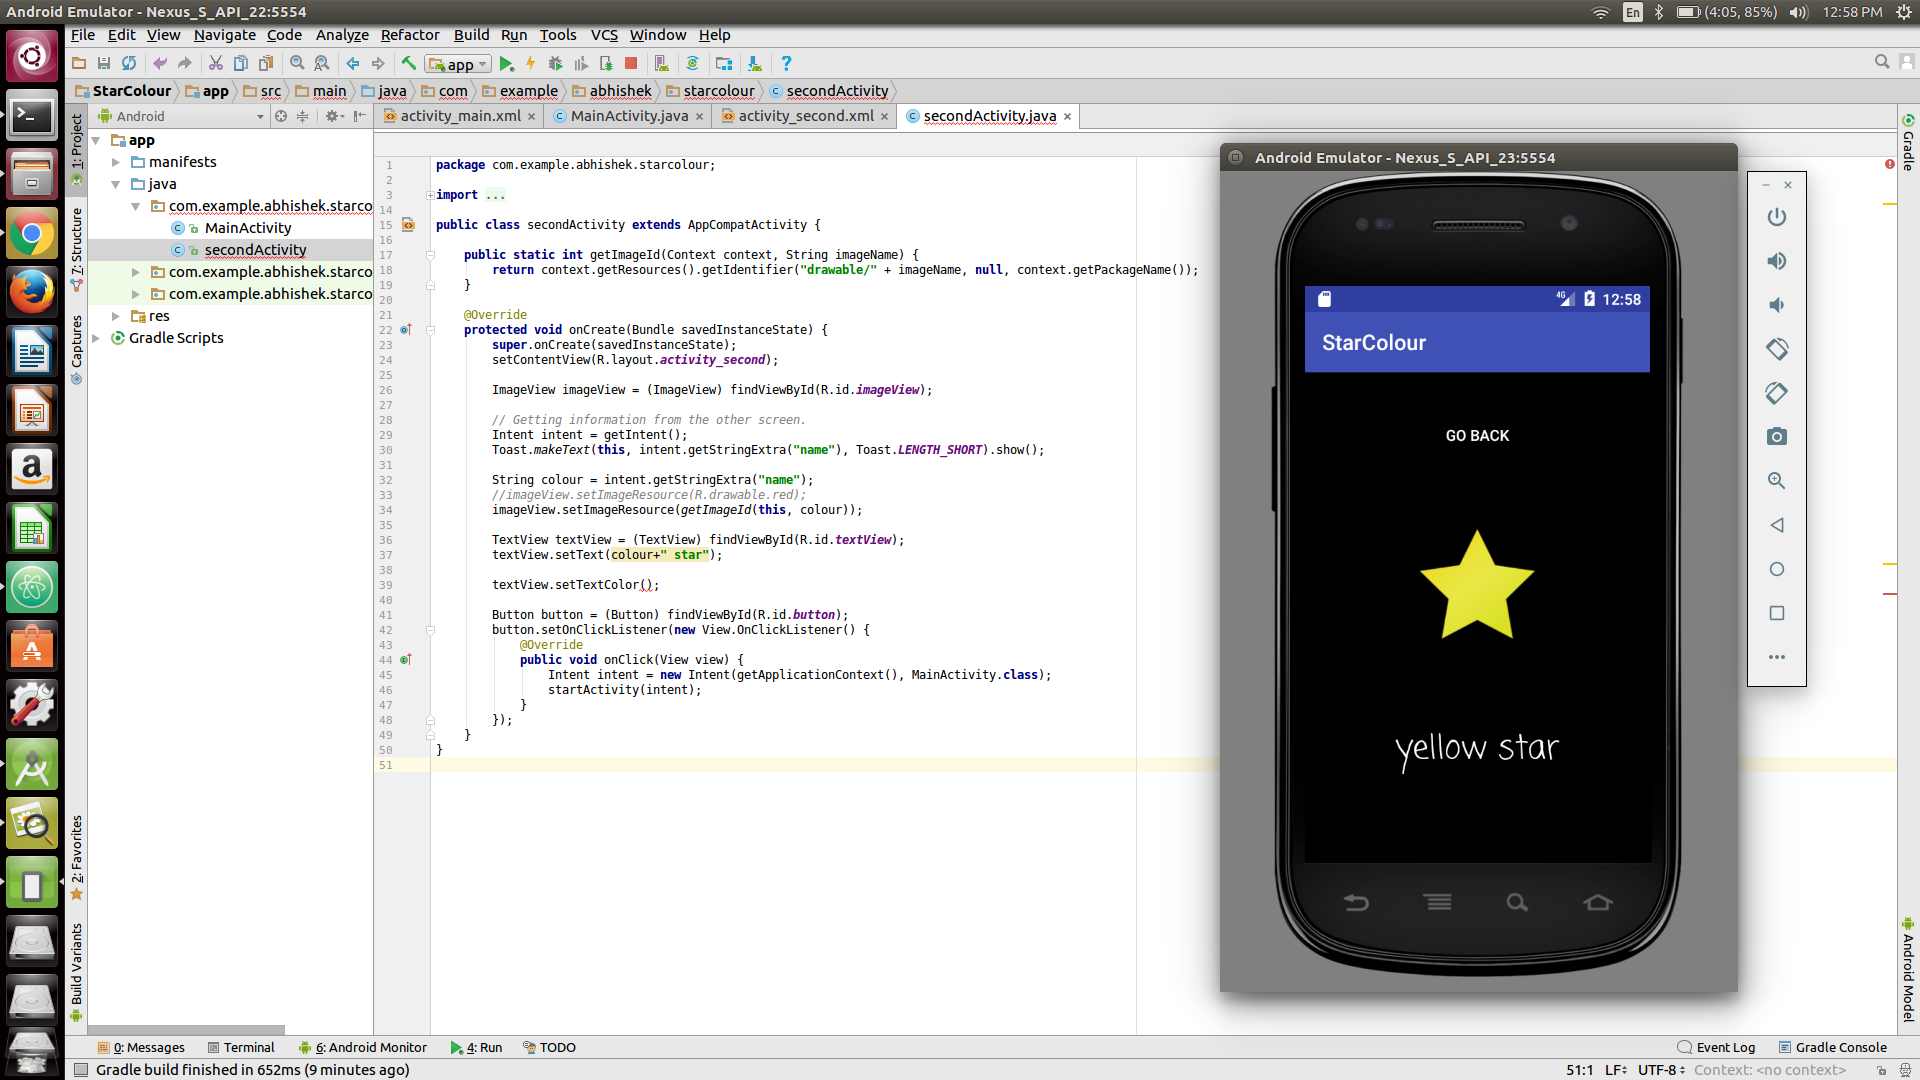 Android Emulator - Nexus_S_API_22:5554
En
(4:05, 85%)
12:58 PM
File Edit View Navigate Code Analyze Refactor Build Run Tools VCS Window Help
app
StarColour app src main java com example abhishek starcolour secondActivity
Android
activity_main.xml MainActivity.java activity_second.xml secondActivity.java
1: Project
7: Structure
Captures
2: Favorites
Build Variants
app
manifests
java
com.example.abhishek.starco
MainActivity
secondActivity
com.example.abhishek.starco
com.example.abhishek.starco
res
Gradle Scripts
1 package com.example.abhishek.starcolour;
2
3 import ...
14
15 public class secondActivity extends AppCompatActivity {
16
17 public static int getImageId(Context context, String imageName) {
18 return context.getResources().getIdentifier("drawable/" + imageName, null, context.getPackageName());
19 }
20
21 @Override
22 protected void onCreate(Bundle savedInstanceState) {
23 super.onCreate(savedInstanceState);
24 setContentView(R.layout.activity_second);
25
26 ImageView imageView = (ImageView) findViewById(R.id.imageView);
27
28 // Getting information from the other screen.
29 Intent intent = getIntent();
30 Toast.makeText(this, intent.getStringExtra("name"), Toast.LENGTH_SHORT).show();
31
32 String colour = intent.getStringExtra("name");
33 //imageView.setImageResource(R.drawable.red);
34 imageView.setImageResource(getImageId(this, colour));
35
36 TextView textView = (TextView) findViewById(R.id.textView);
37 textView.setText(colour+" star");
38
39 textView.setTextColor();
40
41 Button button = (Button) findViewById(R.id.button);
42 button.setOnClickListener(new View.OnClickListener() {
43 @Override
44 public void onClick(View view) {
45 Intent intent = new Intent(getApplicationContext(), MainActivity.class);
46 startActivity(intent);
47 }
48 });
49 }
50 }
51
Android Emulator - Nexus_S_API_23:5554
4G
12:58
StarColour
GO BACK
yellow star
Gradle
Android Model
0: Messages Terminal 6: Android Monitor 4: Run TODO
Event Log Gradle Console
Gradle build finished in 652ms (9 minutes ago)
51:1 LF UTF-8 Context: <no context>